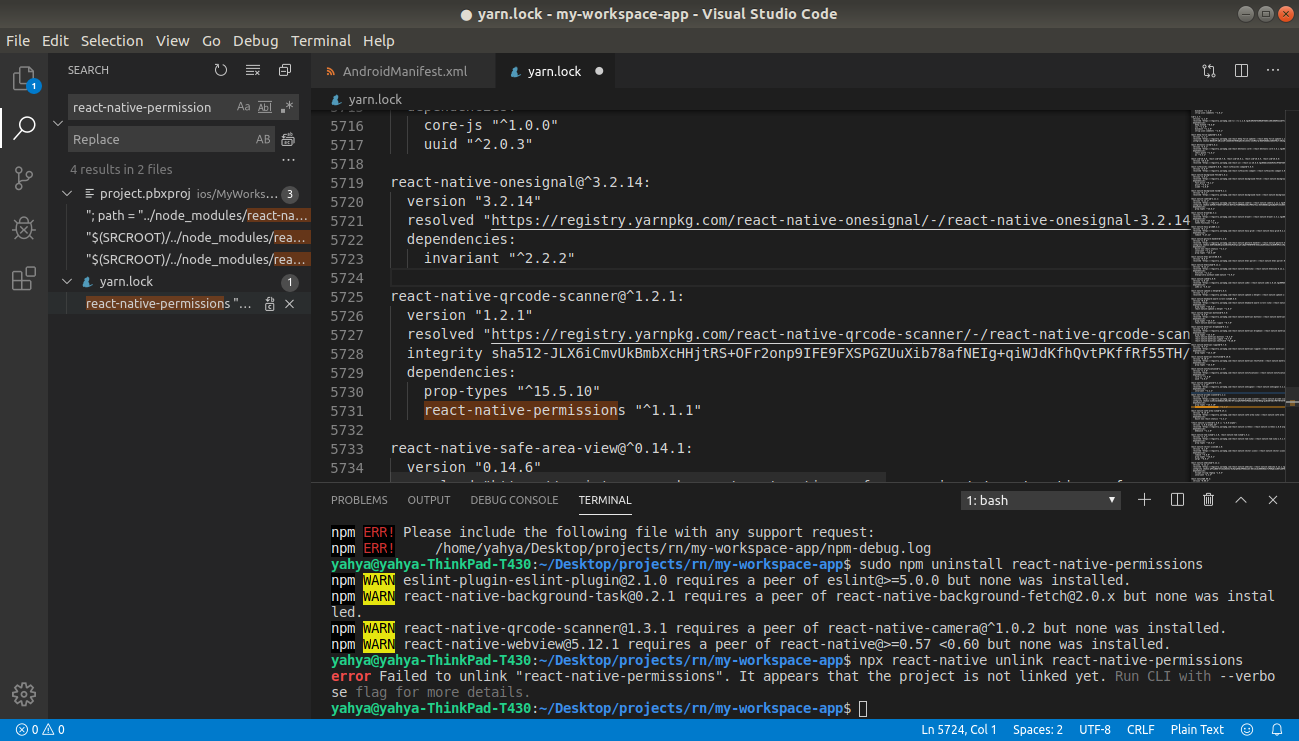 yarn.lock - my-workspace-app - Visual Studio Code
File Edit Selection View Go Debug Terminal Help
1
SEARCH
react-native-permission Aa Abl .*
Replace AB
4 results in 2 files
project.pbxproj ios/MyWorks... 3
"; path = "../node_modules/react-na...
"$(SRCROOT)/../node_modules/rea...
"$(SRCROOT)/../node_modules/rea...
yarn.lock 1
react-native-permissions "...
AndroidManifest.xml yarn.lock
yarn.lock
5716 core-js "^1.0.0"
5717 uuid "^2.0.3"
5718
5719 react-native-onesignal@^3.2.14:
5720 version "3.2.14"
5721 resolved "https://registry.yarnpkg.com/react-native-onesignal/-/react-native-onesignal-3.2.14
5722 dependencies:
5723 invariant "^2.2.2"
5724
5725 react-native-qrcode-scanner@^1.2.1:
5726 version "1.2.1"
5727 resolved "https://registry.yarnpkg.com/react-native-qrcode-scanner/-/react-native-qrcode-scan
5728 integrity sha512-JLX6iCmvUkBmbXcHHjtRS+OFr2onp9IFE9FXSPGZUuXib78afNEIg+qiWJdKfhQvtPKffRf55TH/
5729 dependencies:
5730 prop-types "^15.5.10"
5731 react-native-permissions "^1.1.1"
5732
5733 react-native-safe-area-view@^0.14.1:
5734 version "0.14.6"
PROBLEMS OUTPUT DEBUG CONSOLE TERMINAL 1: bash
npm ERR! Please include the following file with any support request:
npm ERR! /home/yahya/Desktop/projects/rn/my-workspace-app/npm-debug.log
yahya@yahya-ThinkPad-T430:~/Desktop/projects/rn/my-workspace-app$ sudo npm uninstall react-native-permissions
npm WARN eslint-plugin-eslint-plugin@2.1.0 requires a peer of eslint@>=5.0.0 but none was installed.
npm WARN react-native-background-task@0.2.1 requires a peer of react-native-background-fetch@2.0.x but none was instal
led.
npm WARN react-native-qrcode-scanner@1.3.1 requires a peer of react-native-camera@^1.0.2 but none was installed.
npm WARN react-native-webview@5.12.1 requires a peer of react-native@>=0.57 <0.60 but none was installed.
yahya@yahya-ThinkPad-T430:~/Desktop/projects/rn/my-workspace-app$ npx react-native unlink react-native-permissions
error Failed to unlink "react-native-permissions". It appears that the project is not linked yet. Run CLI with --verbo
se flag for more details.
yahya@yahya-ThinkPad-T430:~/Desktop/projects/rn/my-workspace-app$
0 0 Ln 5724, Col 1 Spaces: 2 UTF-8 CRLF Plain Text